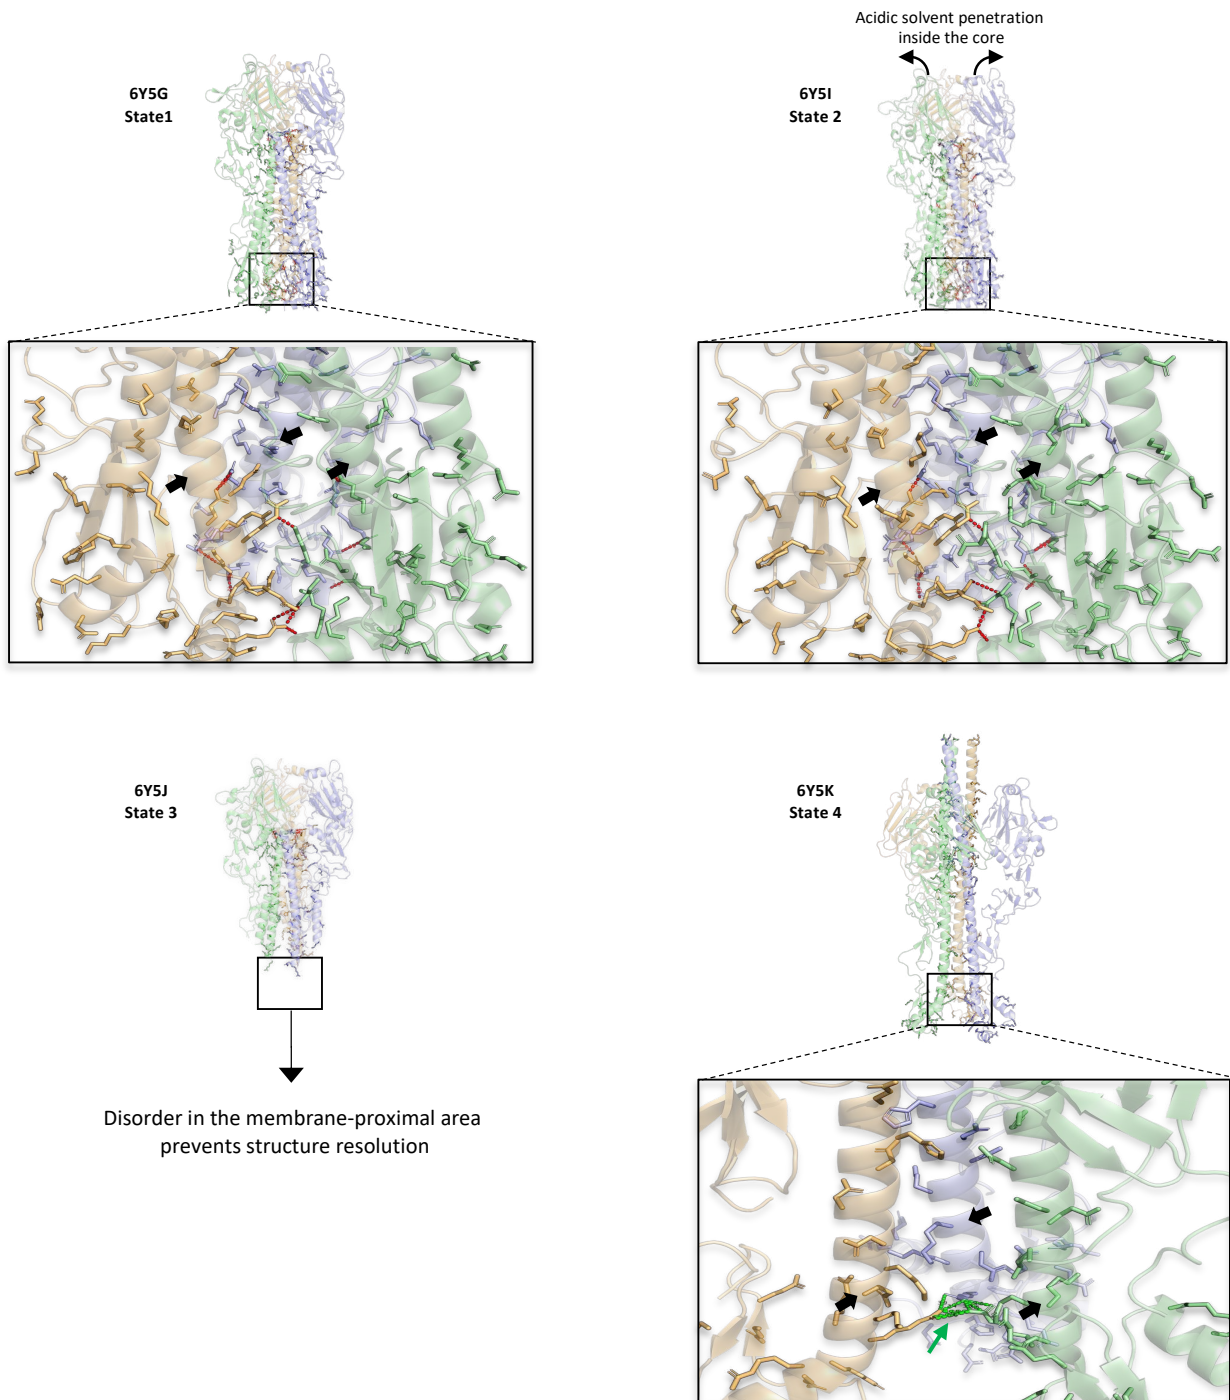 Acidic solvent penetration
inside the core
6Y5G
State1
6Y5I
State 2
6Y5J
State 3
6Y5K
State 4
Disorder in the membrane-proximal area
prevents structure resolution